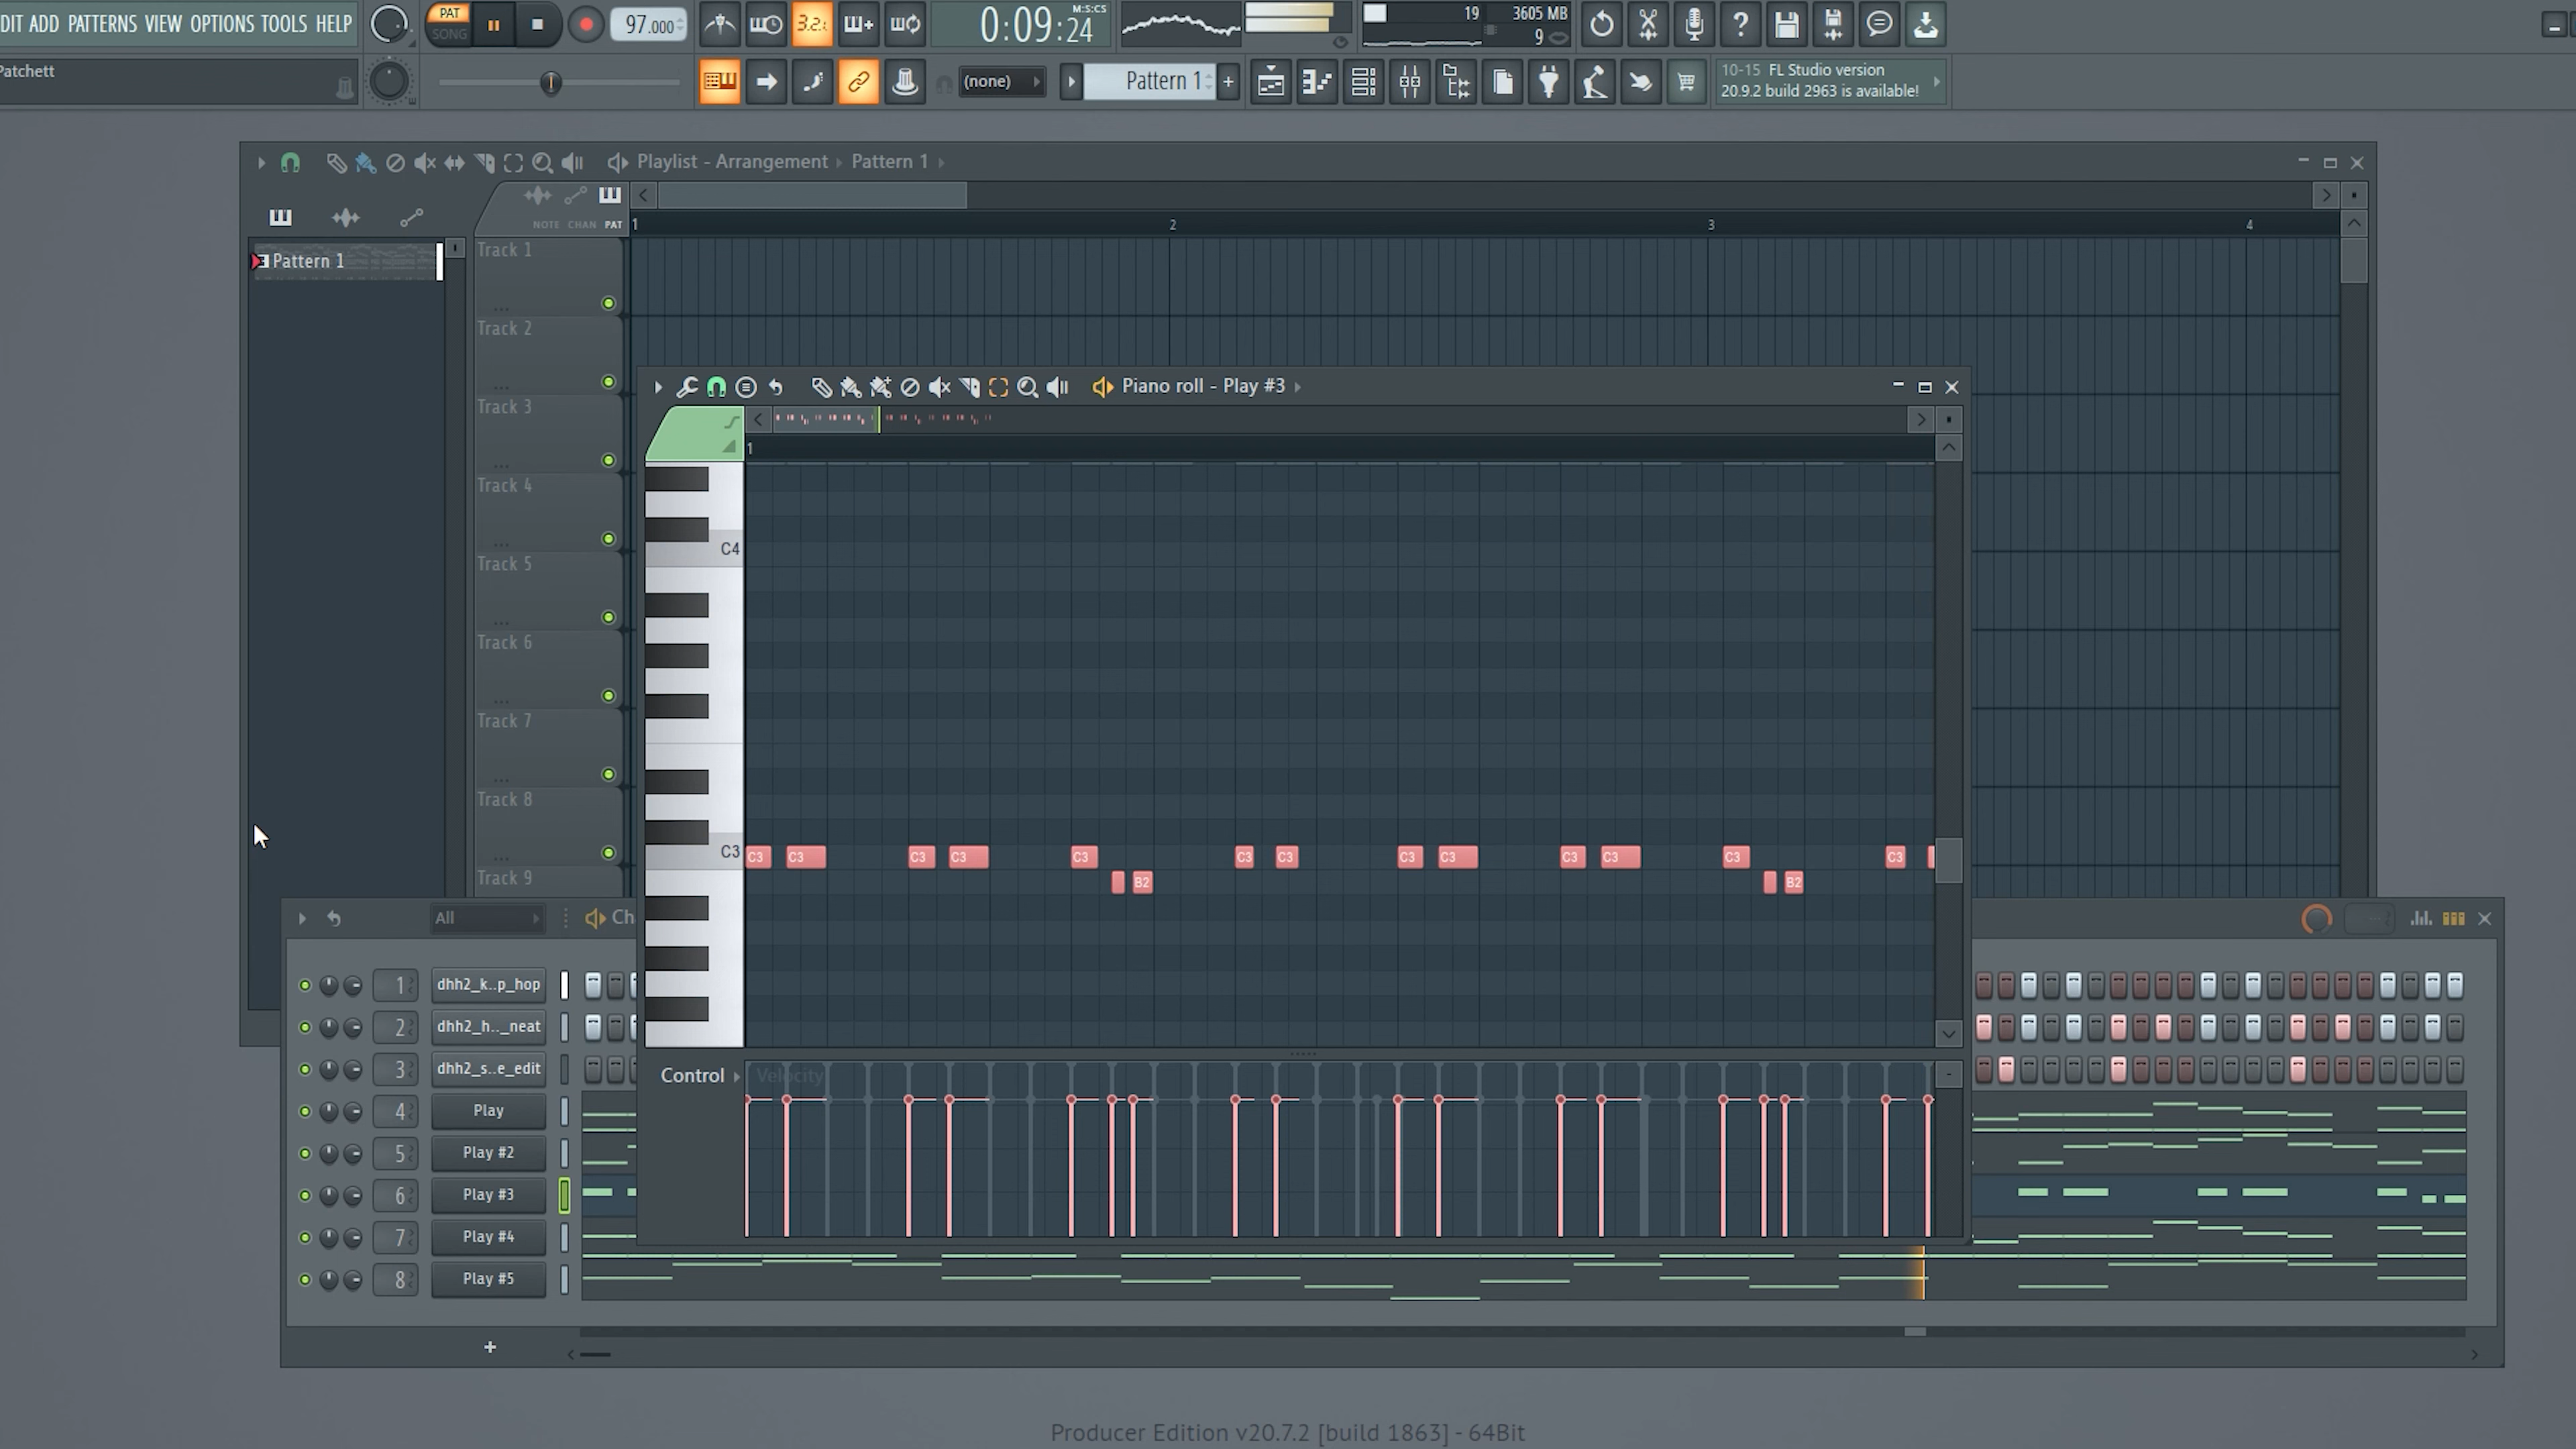 DIT ADD PATTERNS VIEW OPTIONS TOOLS HELP
PAT
SONG
97.000
3.2.
M:S:CS
0:09:24
19
3605 MB
9
Patchett
(none)
Pattern 1
10-15 FL Studio version
20.9.2 build 2963 is available!
Playlist - Arrangement › Pattern 1
NOTE CHAN PAT
1
2
3
4
Pattern 1
Track 1
Track 2
Track 3
Track 4
Track 5
Track 6
Track 7
Track 8
Track 9
Piano roll - Play #3
1
C4
C3
C3 C3 C3 C3 C3 C3 C3 C3 C3 C3 C3 C3 C3
B2 B2
Control
Velocity
All
Ch
1 dhh2_k..p_hop
2 dhh2_h.._neat
3 dhh2_s..e_edit
4 Play
5 Play #2
6 Play #3
7 Play #4
8 Play #5
+
Producer Edition v20.7.2 [build 1863] - 64Bit